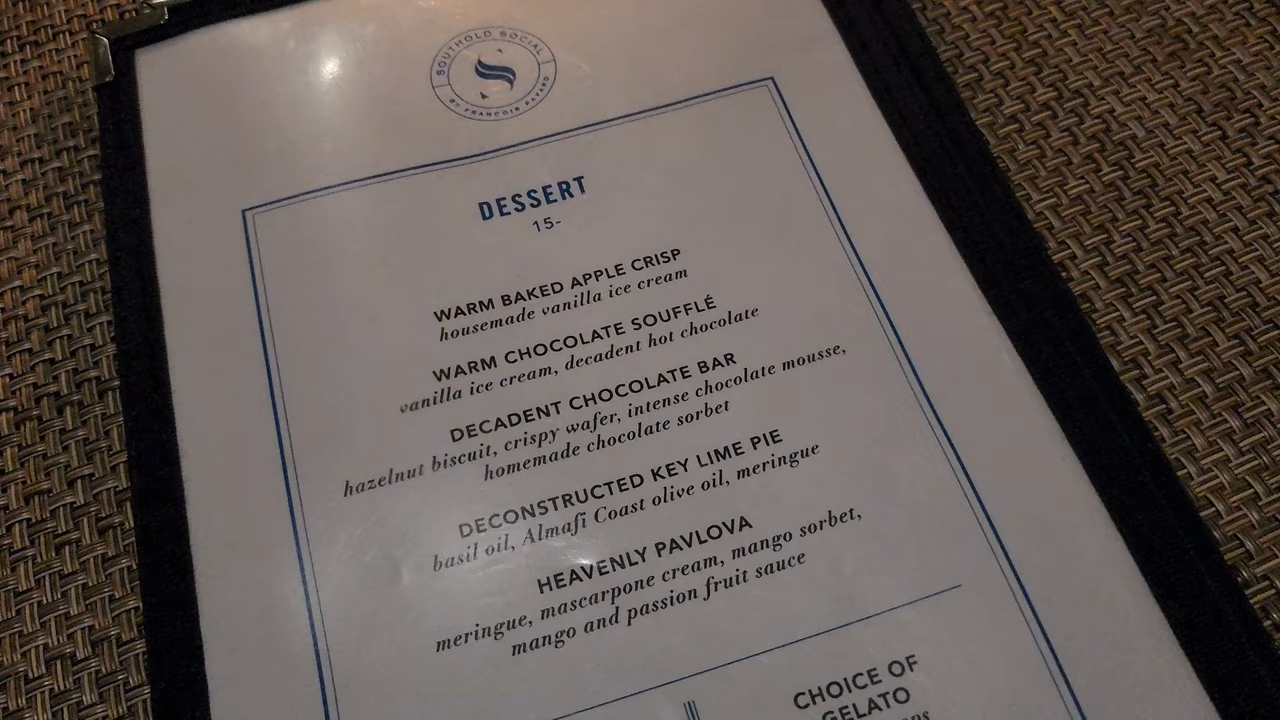 SOUTHOLD SOCIAL
BY FRANCOIS PAYARD
DESSERT
15-
WARM BAKED APPLE CRISP
housemade vanilla ice cream
WARM CHOCOLATE SOUFFLÉ
vanilla ice cream, decadent hot chocolate
DECADENT CHOCOLATE BAR
hazelnut biscuit, crispy wafer, intense chocolate mousse,
homemade chocolate sorbet
DECONSTRUCTED KEY LIME PIE
basil oil, Almafi Coast olive oil, meringue
HEAVENLY PAVLOVA
meringue, mascarpone cream, mango sorbet,
mango and passion fruit sauce
CHOICE OF
GELATO